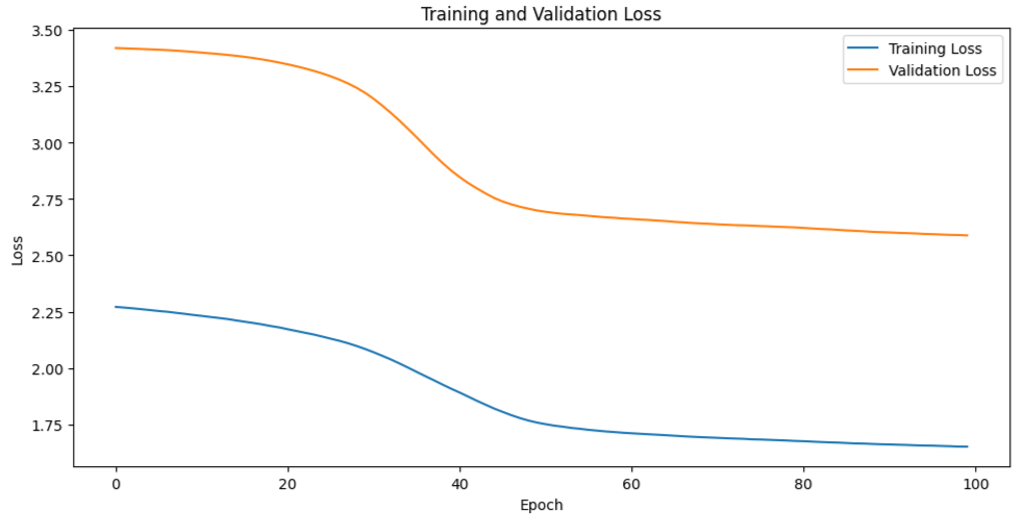 Training and Validation Loss
Training Loss
Validation Loss
3.50
3.25
3.00
2.75
2.50
2.25
2.00
1.75
Loss
0 20 40 60 80 100
Epoch